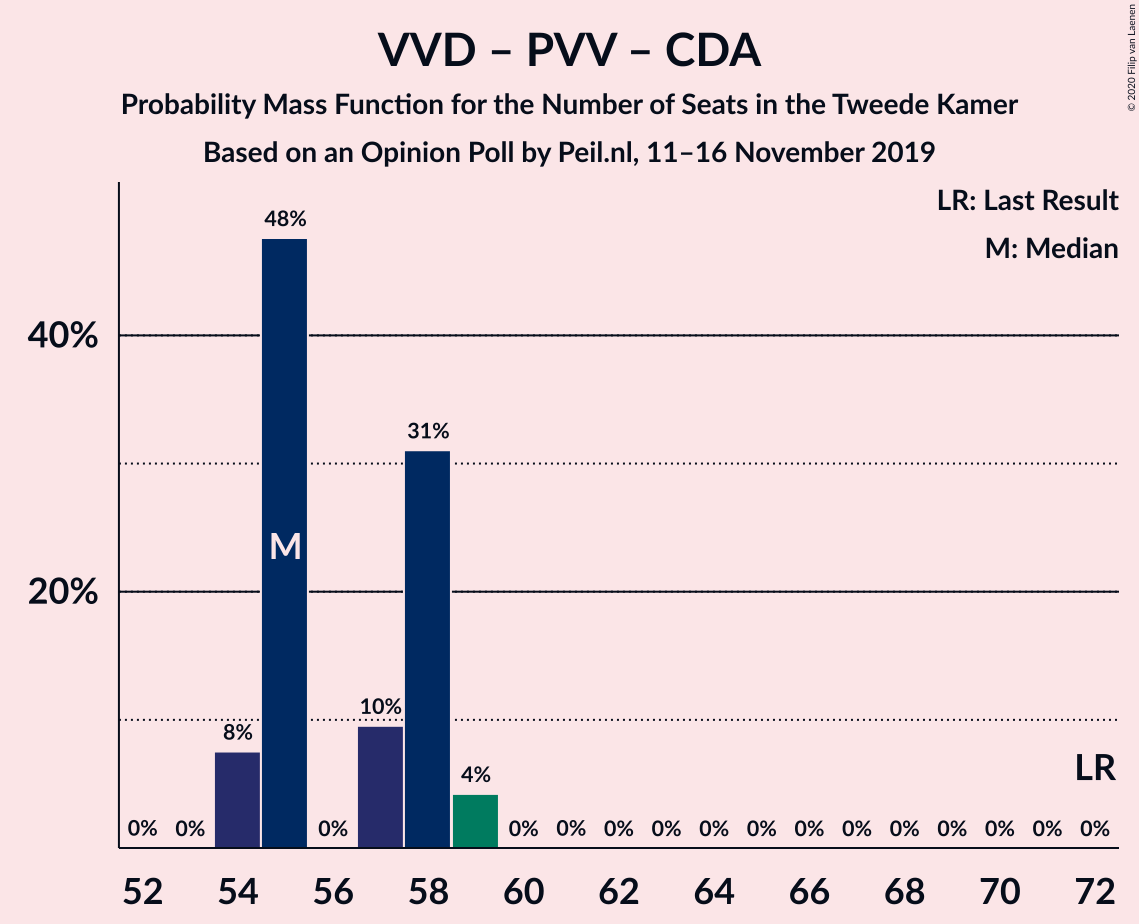 VVD – PVV – CDA
Probability Mass Function for the Number of Seats in the Tweede Kamer
Based on an Opinion Poll by Peil.nl, 11–16 November 2019
© 2020 Filip van Laenen
LR: Last Result
M: Median
48%
40%
31%
M
20%
10%
8%
4%
LR
0% 0% 0% 0% 0% 0% 0% 0% 0% 0% 0% 0% 0% 0% 0% 0%
52 54 56 58 60 62 64 66 68 70 72